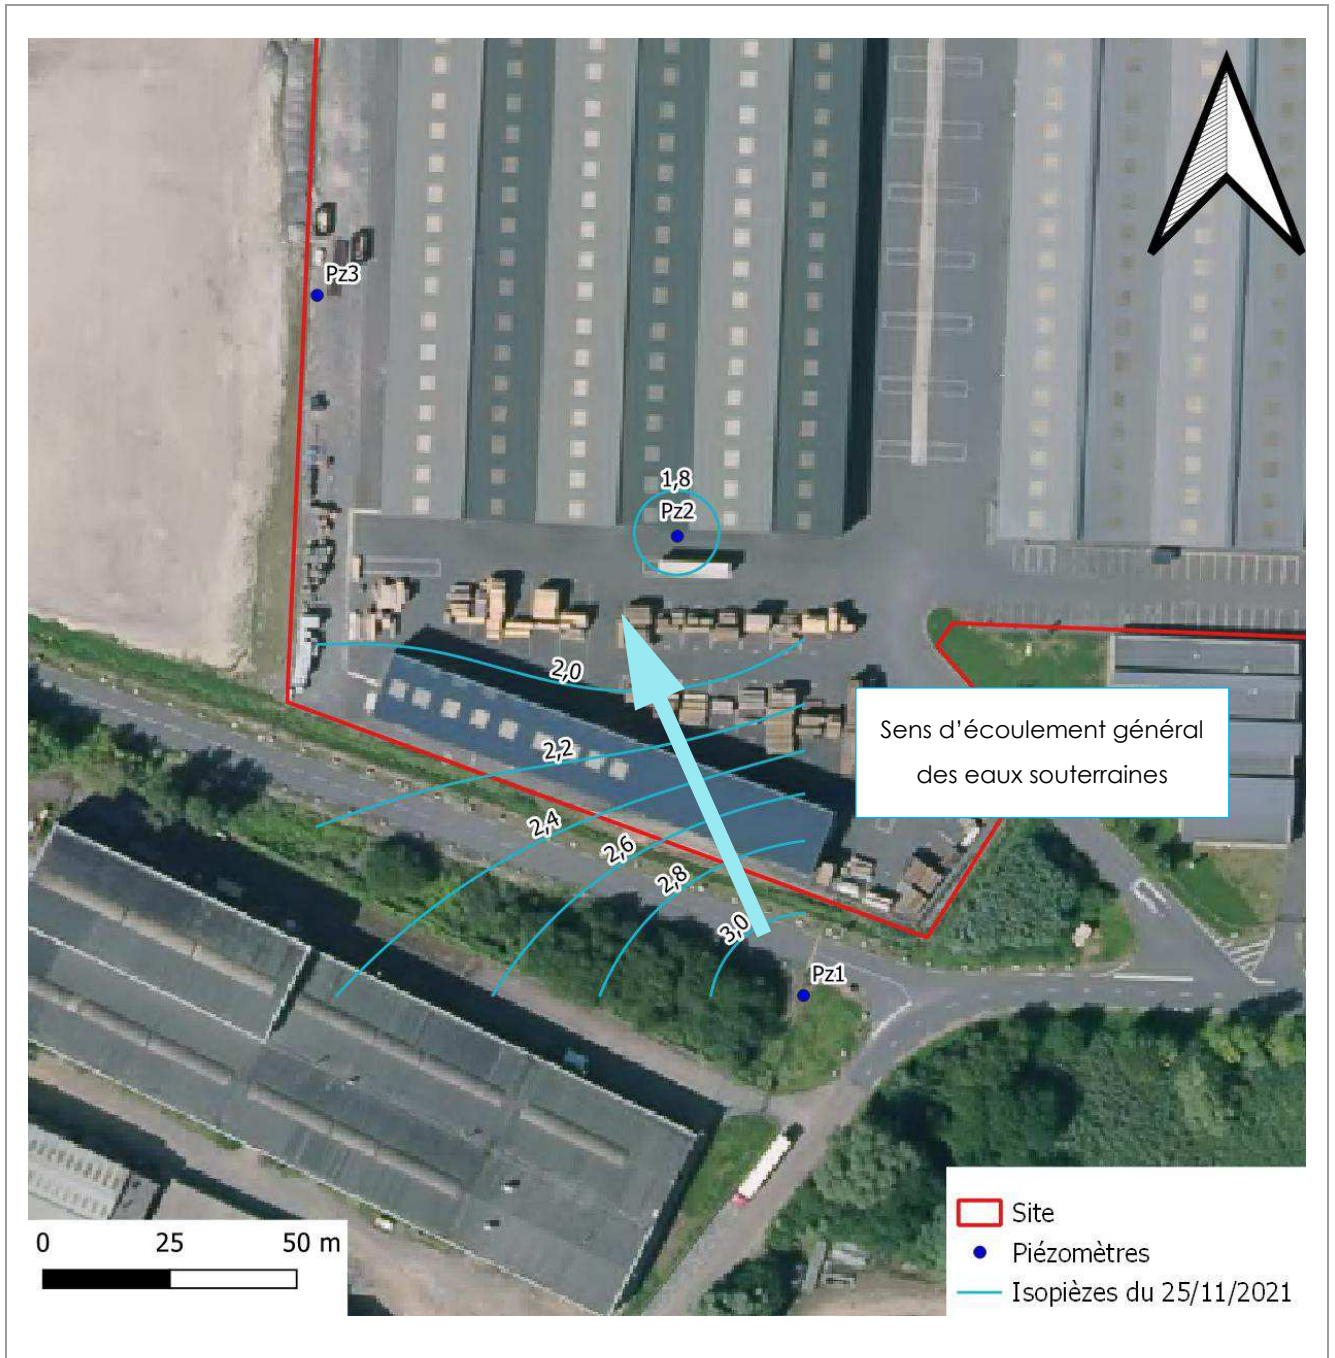 Pz3
1,8
Pz2
2,0
2,2
2,4
2,6
2,8
3,0
Pz1
Sens d’écoulement général
des eaux souterraines
0 25 50 m
Site
Piézomètres
Isopièzes du 25/11/2021